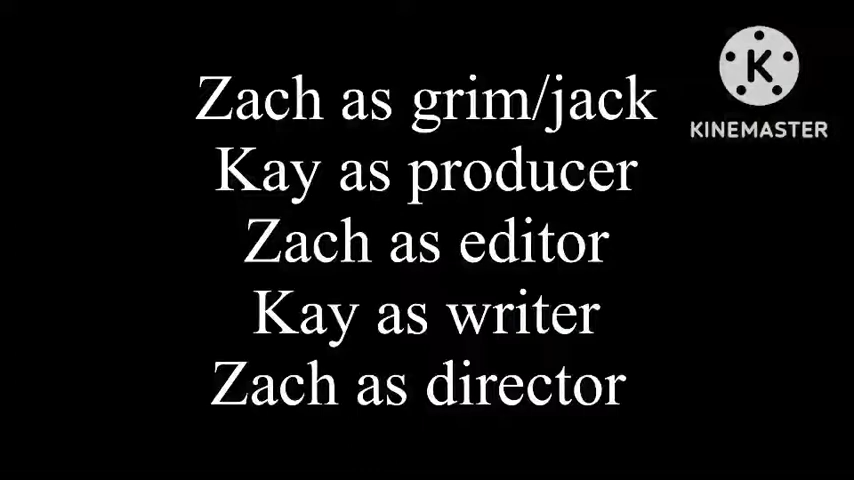 Zach as grim/jack
Kay as producer
Zach as editor
Kay as writer
Zach as director
K
KINEMASTER